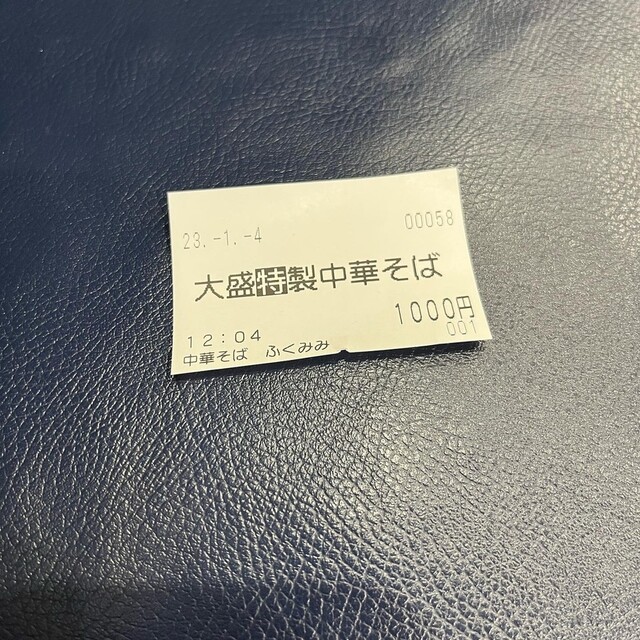 23.-1.-4 00058
大盛特製中華そば
1000円
12:04 001
中華そば ふくみみ